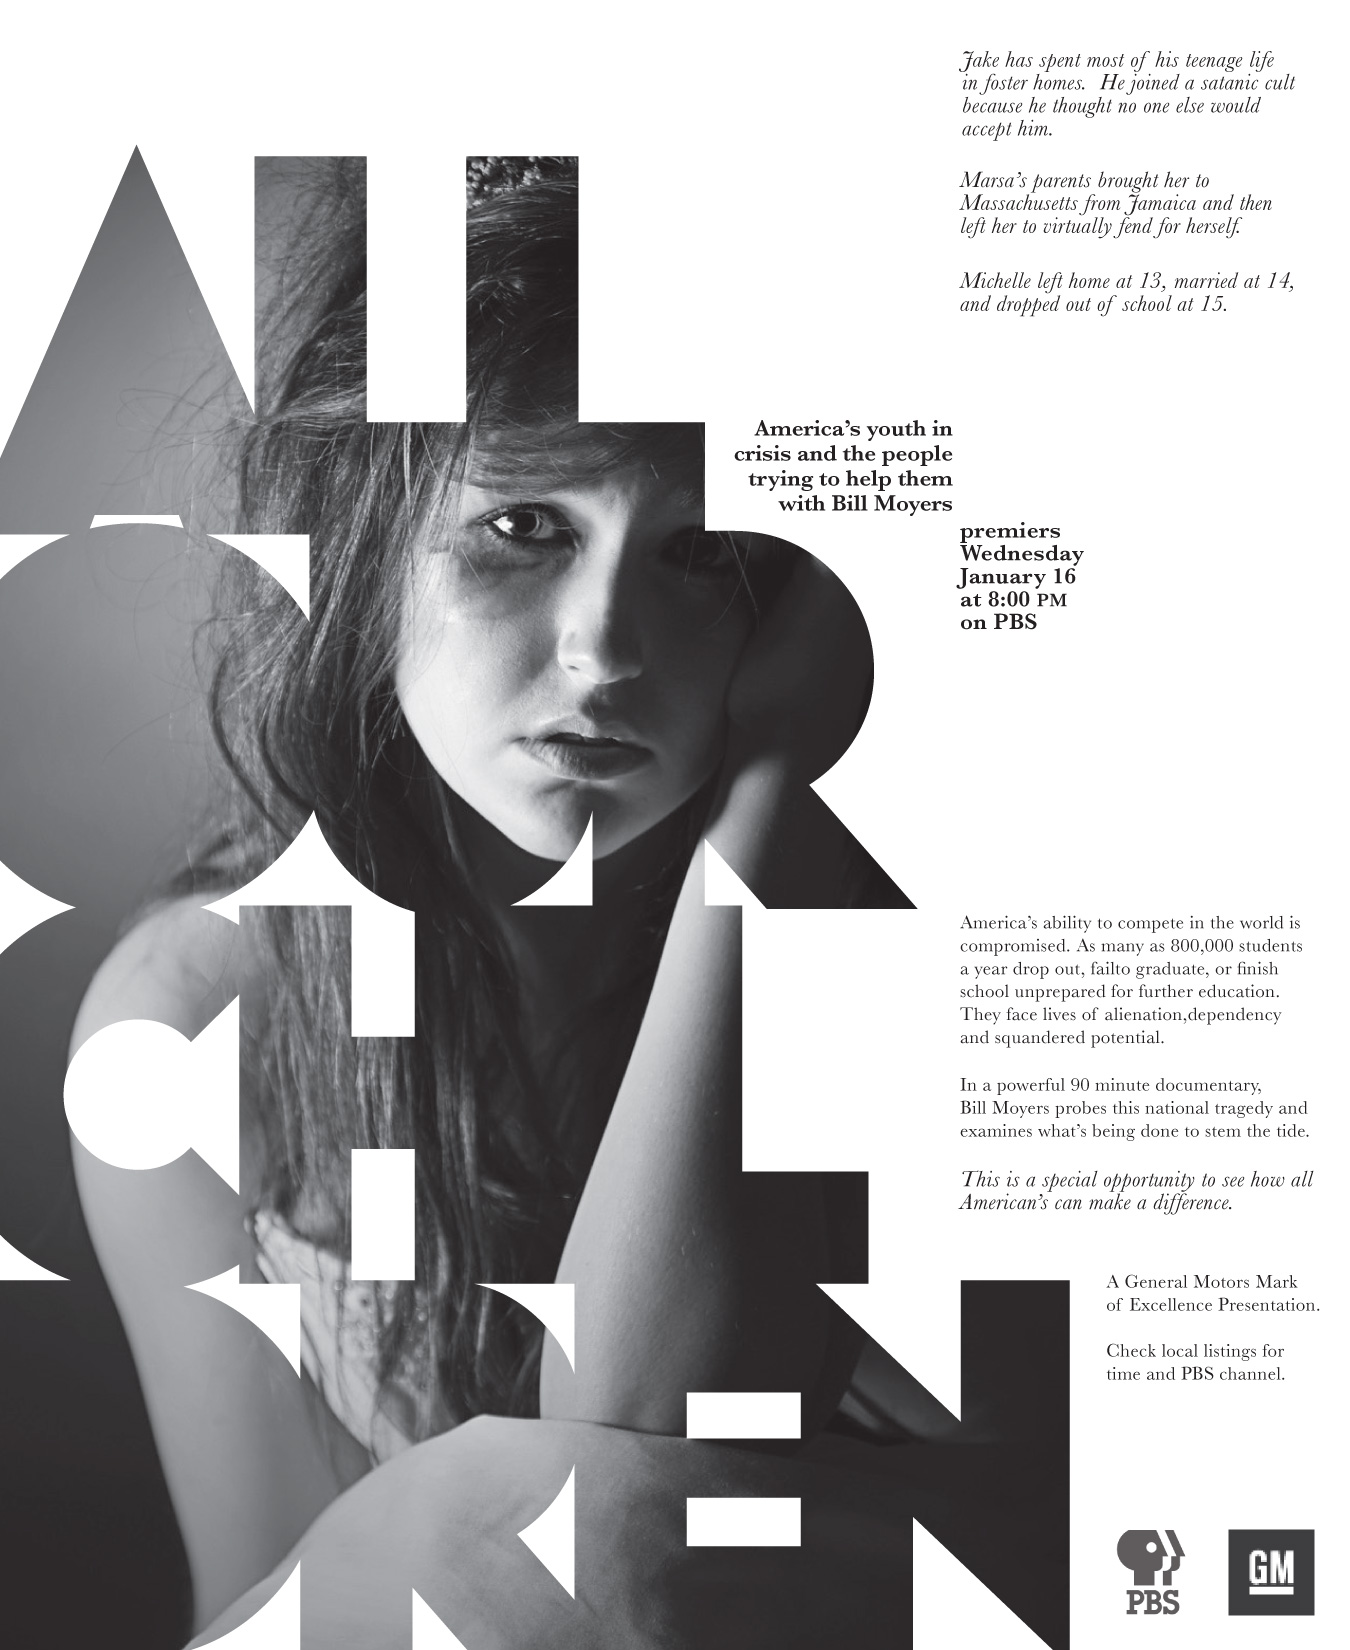 All
OUR
CHIL
DREN
Jake has spent most of his teenage life
in foster homes. He joined a satanic cult
because he thought no one else would
accept him.
Marsa's parents brought her to
Massachusetts from Jamaica and then
left her to virtually fend for herself.
Michelle left home at 13, married at 14,
and dropped out of school at 15.
America's youth in
crisis and the people
trying to help them
with Bill Moyers
premiers
Wednesday
January 16
at 8:00 PM
on PBS
America's ability to compete in the world is
compromised. As many as 800,000 students
a year drop out, failto graduate, or finish
school unprepared for further education.
They face lives of alienation,dependency
and squandered potential.
In a powerful 90 minute documentary,
Bill Moyers probes this national tragedy and
examines what's being done to stem the tide.
This is a special opportunity to see how all
American's can make a difference.
A General Motors Mark
of Excellence Presentation.
Check local listings for
time and PBS channel.
PBS
GM